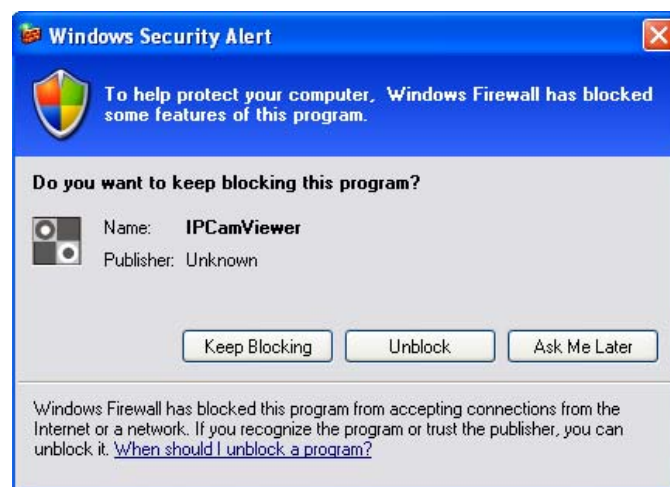 Windows Security Alert
To help protect your computer, Windows Firewall has blocked
some features of this program.
Do you want to keep blocking this program?
Name: IPCamViewer
Publisher: Unknown
Keep Blocking Unblock Ask Me Later
Windows Firewall has blocked this program from accepting connections from the
Internet or a network. If you recognize the program or trust the publisher, you can
unblock it. When should I unblock a program?